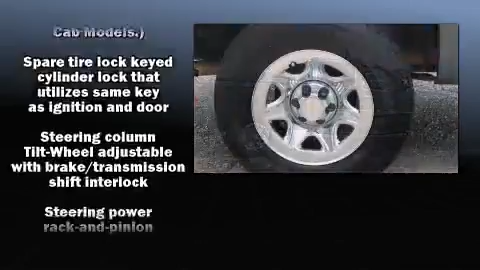 Cab Models.)
Spare tire lock keyed
cylinder lock that
utilizes same key
as ignition and door
Steering column
Tilt-Wheel adjustable
with brake/transmission
shift interlock
Steering power
rack-and-pinion